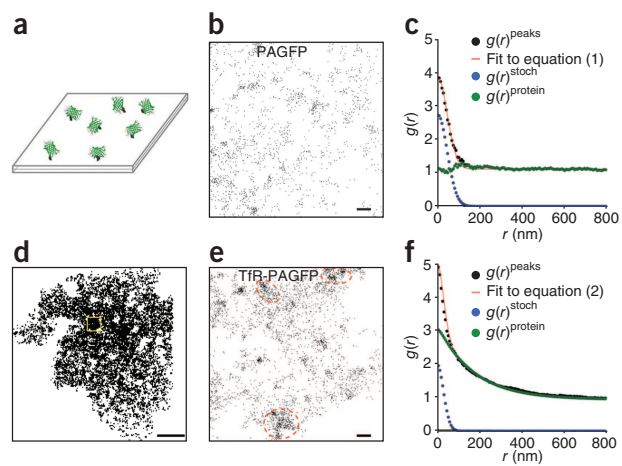 a
b
PAGFP
c
g(r)
5
4
3
2
1
0
g(r)^peaks
Fit to equation (1)
g(r)^stoch
g(r)^protein
0 200 400 600 800
r (nm)
d
e
TfR-PAGFP
f
g(r)
5
4
3
2
1
0
g(r)^peaks
Fit to equation (2)
g(r)^stoch
g(r)^protein
0 200 400 600 800
r (nm)